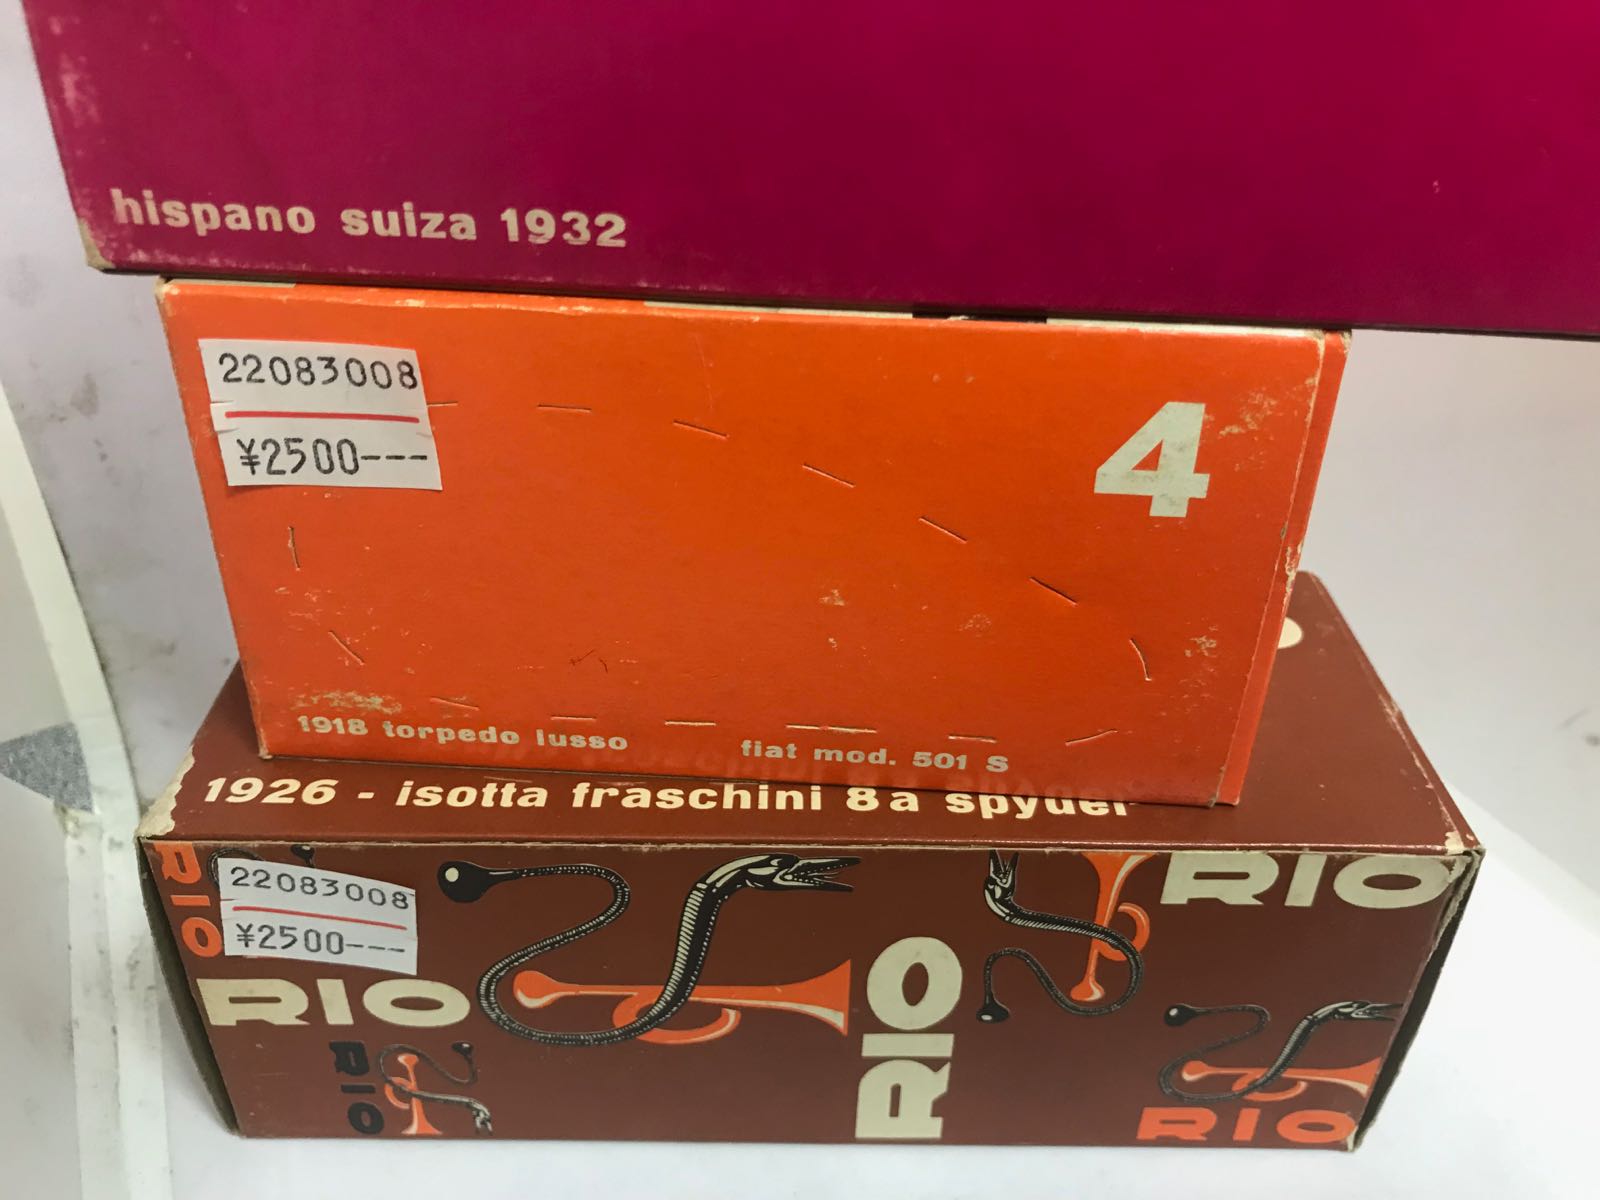 hispano suiza 1932
22083008
¥2500---
4
1918 torpedo lusso
fiat mod. 501 S
1926 - isotta fraschini 8a spyder
RIO
22083008
¥2500---
RIO
RIO
RIO
RIO
RIO